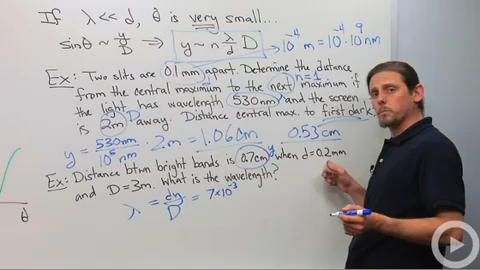 If λ << d, θ is very small...
sinθ ~ y/D ⇒ y ~ n λ/d D → 10⁻⁴ m = 10⁻⁴·10⁹ nm
Ex: Two slits are 0.1mm apart. Determine the distance
from the central maximum to the next maximum if n=1
the light has wavelength 530nm and the screen
is 2m D away. Distance central max. to first dark?
y = 530nm/10⁵nm · 2m = 1.06cm 0.53cm
Ex: Distance btwn bright bands is 0.7cm y when d=0.2mm
and D=3m. What is the wavelength?
λ = dy/D = 7×10⁻³
θ